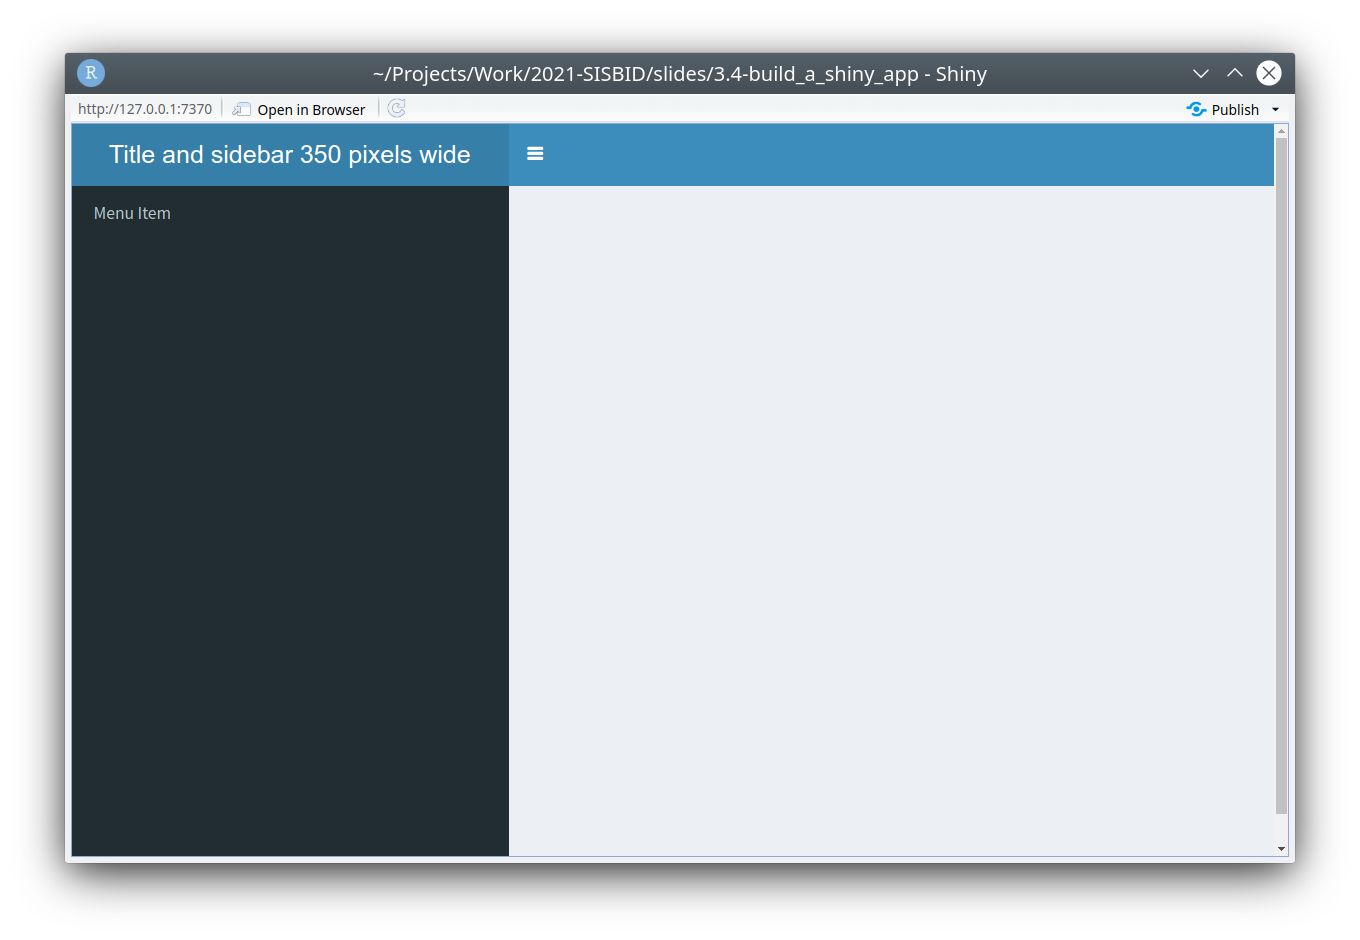 R
~/Projects/Work/2021-SISBID/slides/3.4-build_a_shiny_app - Shiny
http://127.0.0.1:7370 Open in Browser Publish
Title and sidebar 350 pixels wide
Menu Item